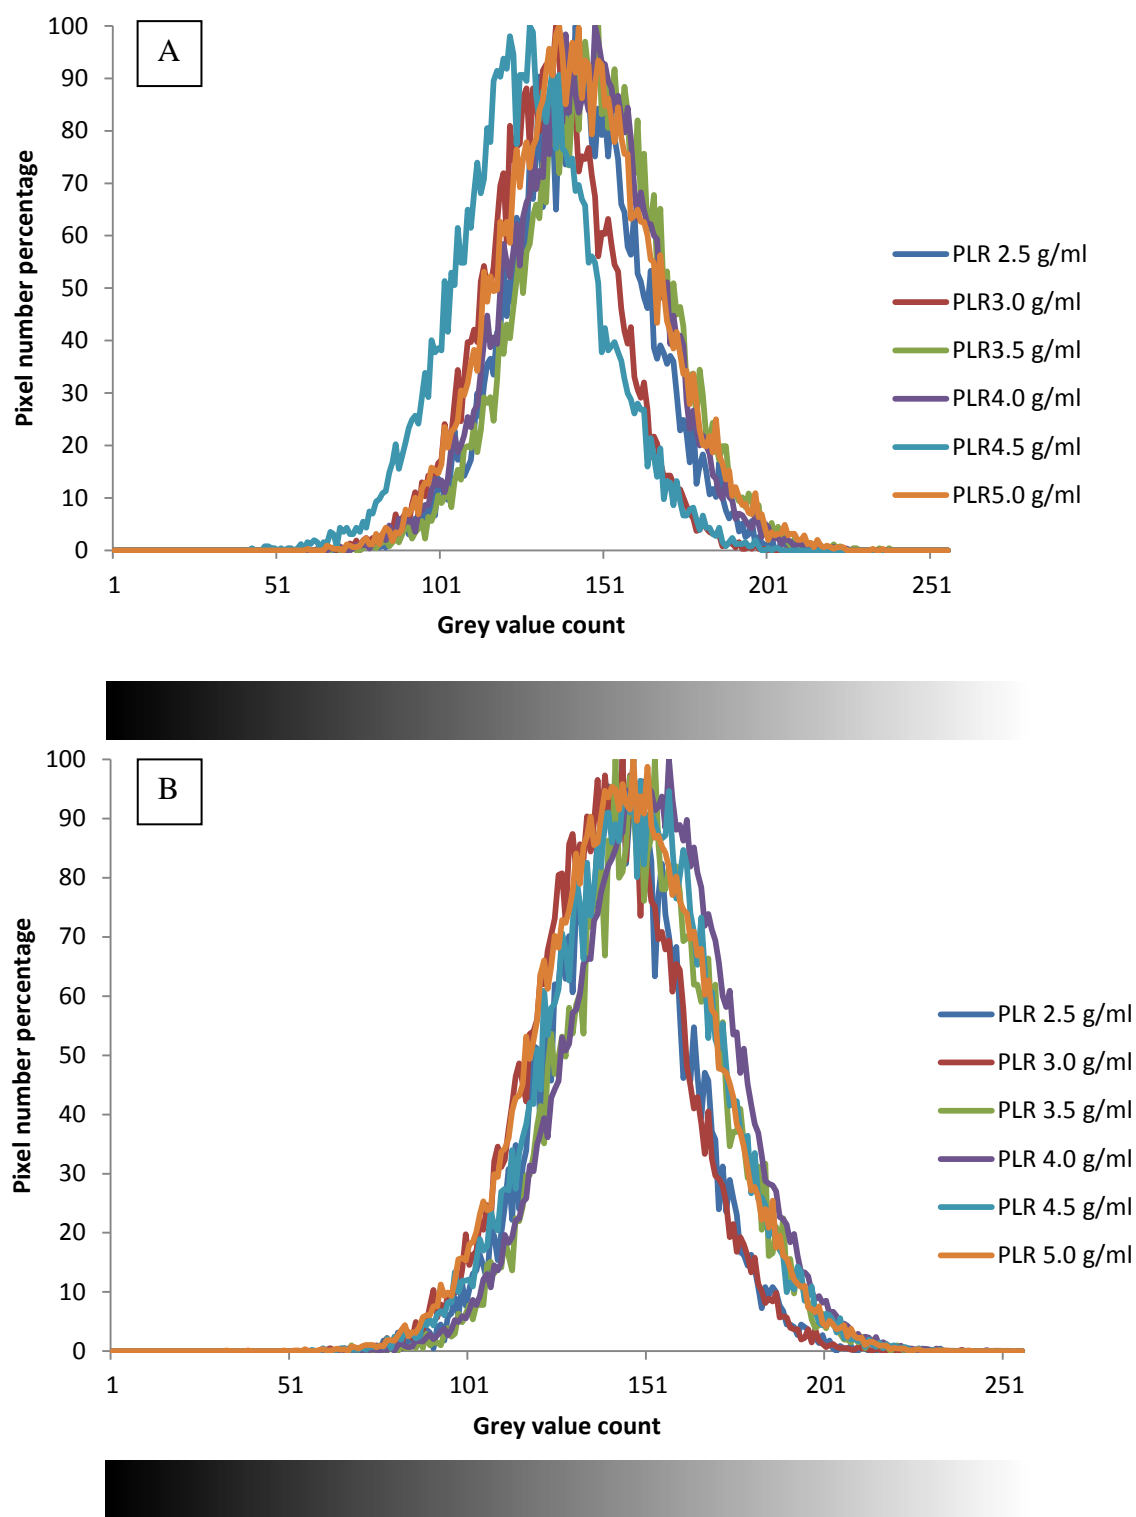 A
100
90
80
70
60
50
40
30
20
10
0
Pixel number percentage
1 51 101 151 201 251
Grey value count
PLR 2.5 g/ml
PLR3.0 g/ml
PLR3.5 g/ml
PLR4.0 g/ml
PLR4.5 g/ml
PLR5.0 g/ml
B
100
90
80
70
60
50
40
30
20
10
0
Pixel number percentage
1 51 101 151 201 251
Grey value count
PLR 2.5 g/ml
PLR 3.0 g/ml
PLR 3.5 g/ml
PLR 4.0 g/ml
PLR 4.5 g/ml
PLR 5.0 g/ml